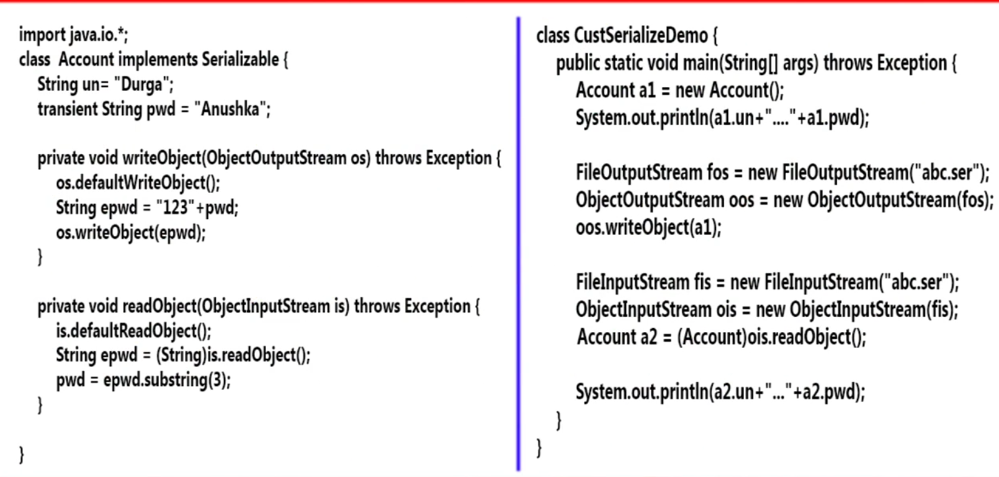 import java.io.*;
class  Account implements Serializable {
String un= "Durga";
transient String pwd = "Anushka";
private void writeObject(ObjectOutputStream os) throws Exception {
os.defaultWriteObject();
String epwd = "123"+pwd;
os.writeObject(epwd);
}
private void readObject(ObjectInputStream is) throws Exception {
is.defaultReadObject();
String epwd = (String)is.readObject();
pwd = epwd.substring(3);
}
}
class CustSerializeDemo {
public static void main(String[] args) throws Exception {
Account a1 = new Account();
System.out.println(a1.un+"...."+a1.pwd);
FileOutputStream fos = new FileOutputStream("abc.ser");
ObjectOutputStream oos = new ObjectOutputStream(fos);
oos.writeObject(a1);
FileInputStream fis = new FileInputStream("abc.ser");
ObjectInputStream ois = new ObjectInputStream(fis);
Account a2 = (Account)ois.readObject();
System.out.println(a2.un+"..."+a2.pwd);
}
}